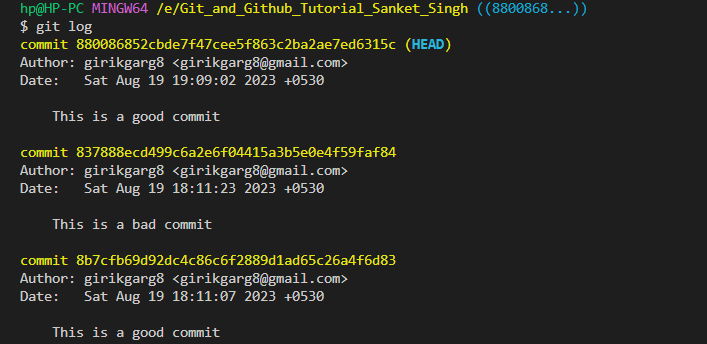 hp@HP-PC MINGW64 /e/Git_and_Github_Tutorial_Sanket_Singh ((8800868...))
$ git log
commit 880086852cbde7f47cee5f863c2ba2ae7ed6315c (HEAD)
Author: girikgarg8 <girikgarg8@gmail.com>
Date:   Sat Aug 19 19:09:02 2023 +0530
    This is a good commit
commit 837888ecd499c6a2e6f04415a3b5e0e4f59faf84
Author: girikgarg8 <girikgarg8@gmail.com>
Date:   Sat Aug 19 18:11:23 2023 +0530
    This is a bad commit
commit 8b7cfb69d92dc4c86c6f2889d1ad65c26a4f6d83
Author: girikgarg8 <girikgarg8@gmail.com>
Date:   Sat Aug 19 18:11:07 2023 +0530
    This is a good commit